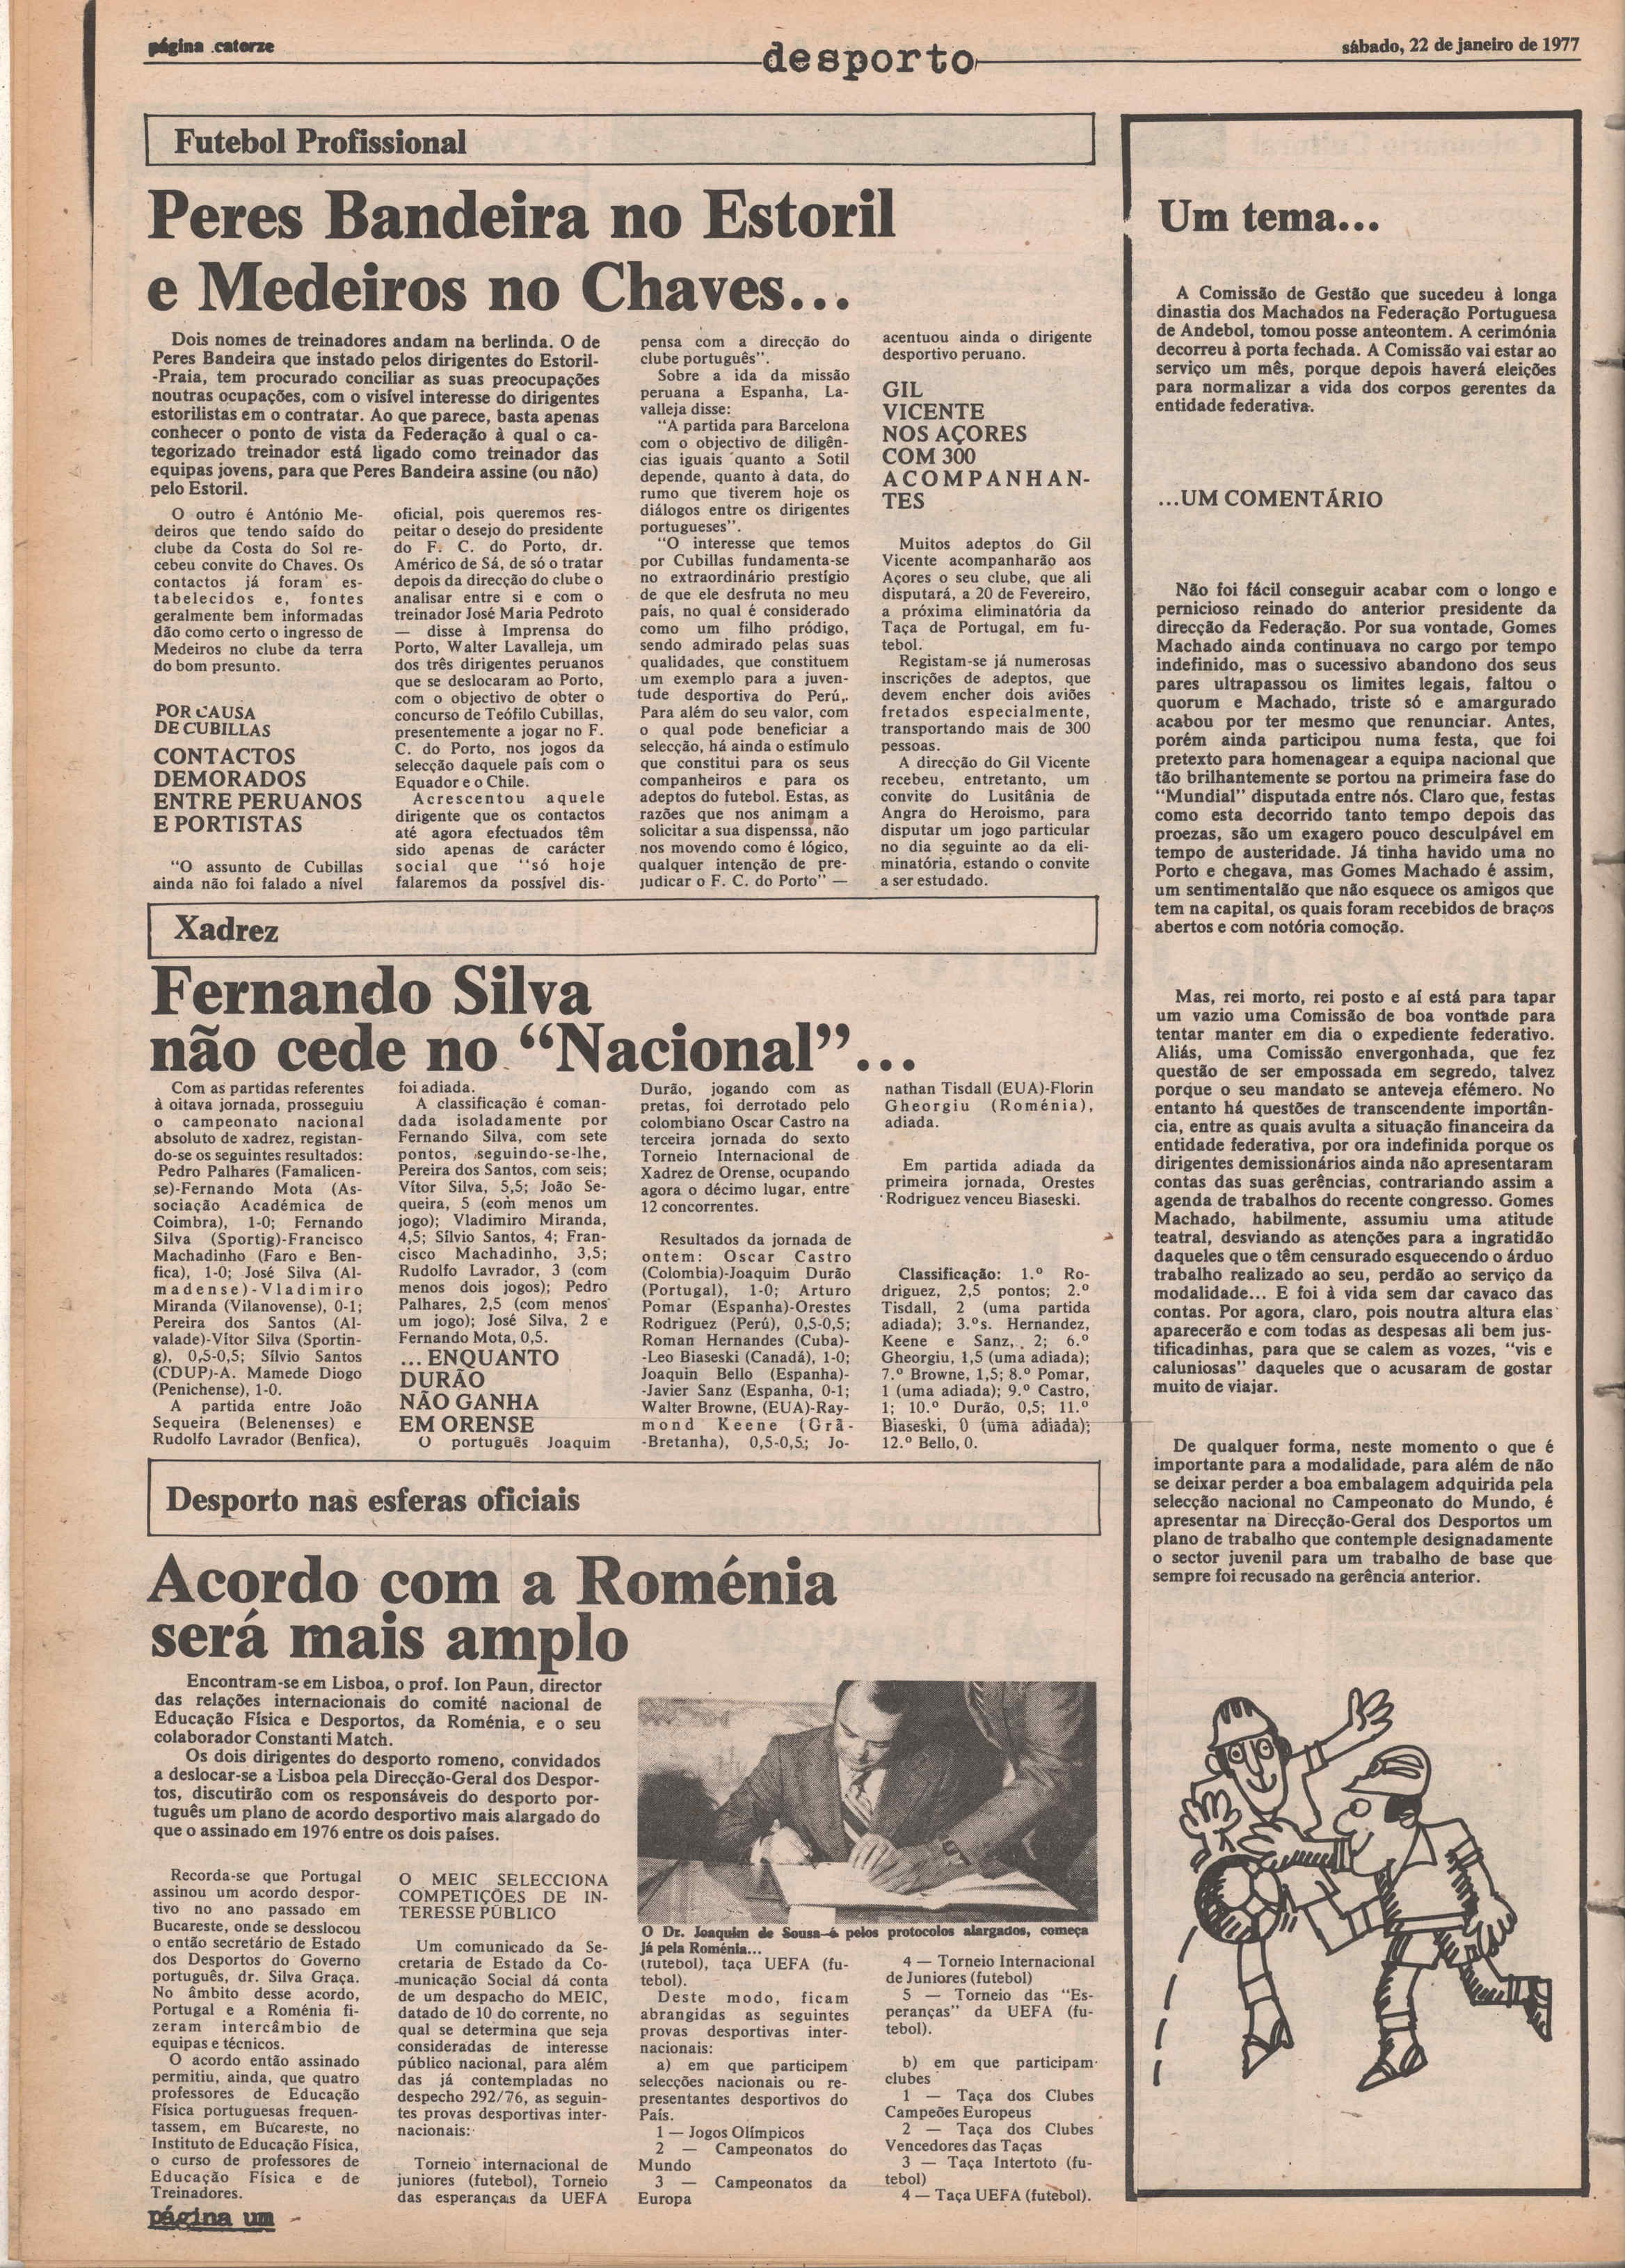 página catorze
desporto
sábado, 22 de janeiro de 1977
Futebol Profissional
Peres Bandeira no Estoril
e Medeiros no Chaves...
Dois nomes de treinadores andam na berlinda. O de
Peres Bandeira que instado pelos dirigentes do Estoril-
-Praia, tem procurado conciliar as suas preocupações
noutras ocupações, com o visível interesse do dirigentes
estorilistas em o contratar. Ao que parece, basta apenas
conhecer o ponto de vista da Federação à qual o ca-
tegorizado treinador está ligado como treinador das
equipas jovens, para que Peres Bandeira assine (ou não)
pelo Estoril.
O outro é António Me-
deiros que tendo saído do
clube da Costa do Sol re-
cebeu convite do Chaves. Os
contactos já foram es-
tabelecidos e, fontes
geralmente bem informadas
dão como certo o ingresso de
Medeiros no clube da terra
do bom presunto.
POR CAUSA
DE CUBILLAS
CONTACTOS
DEMORADOS
ENTRE PERUANOS
E PORTISTAS
"O assunto de Cubillas
ainda não foi falado a nível
oficial, pois queremos res-
peitar o desejo do presidente
do F. C. do Porto, dr.
Américo de Sá, de só o tratar
depois da direcção do clube o
analisar entre si e com o
treinador José Maria Pedroto
— disse à Imprensa do
Porto, Walter Lavalleja, um
dos três dirigentes peruanos
que se deslocaram ao Porto,
com o objectivo de obter o
concurso de Teófilo Cubillas,
presentemente a jogar no F.
C. do Porto, nos jogos da
selecção daquele país com o
Equador e o Chile.
Acrescentou aquele
dirigente que os contactos
até agora efectuados têm
sido apenas de carácter
social que "só hoje
falaremos da possível dis-
pensa com a direcção do
clube português".
Sobre a ida da missão
peruana a Espanha, La-
valleja disse:
"A partida para Barcelona
com o objectivo de diligên-
cias iguais quanto a Sotil
depende, quanto à data, do
rumo que tiverem hoje os
diálogos entre os dirigentes
portugueses".
"O interesse que temos
por Cubillas fundamenta-se
no extraordinário prestígio
de que ele desfruta no meu
país, no qual é considerado
como um filho pródigo,
sendo admirado pelas suas
qualidades, que constituem
um exemplo para a juven-
tude desportiva do Perú,.
Para além do seu valor, com
o qual pode beneficiar a
selecção, há ainda o estímulo
que constitui para os seus
companheiros e para os
adeptos do futebol. Estas, as
razões que nos animam a
solicitar a sua dispenssa, não
nos movendo como é lógico,
qualquer intenção de pre-
judicar o F. C. do Porto" —
acentuou ainda o dirigente
desportivo peruano.
GIL
VICENTE
NOS AÇORES
COM 300
ACOMPANHAN-
TES
Muitos adeptos do Gil
Vicente acompanharão aos
Açores o seu clube, que ali
disputará, a 20 de Fevereiro,
a próxima eliminatória da
Taça de Portugal, em fu-
tebol.
Registam-se já numerosas
inscrições de adeptos, que
devem encher dois aviões
fretados especialmente,
transportando mais de 300
pessoas.
A direcção do Gil Vicente
recebeu, entretanto, um
convite do Lusitânia de
Angra do Heroismo, para
disputar um jogo particular
no dia seguinte ao da eli-
minatória, estando o convite
a ser estudado.
Xadrez
Fernando Silva
não cede no "Nacional"...
Com as partidas referentes
à oitava jornada, prosseguiu
o campeonato nacional
absoluto de xadrez, registan-
do-se os seguintes resultados:
Pedro Palhares (Famalicen-
se)-Fernando Mota (As-
sociação Académica de
Coimbra), 1-0; Fernando
Silva (Sportig)-Francisco
Machadinho (Faro e Ben-
fica), 1-0; José Silva (Al-
madense)-Vladimiro
Miranda (Vilanovense), 0-1;
Pereira dos Santos (Al-
valade)-Vítor Silva (Sportin-
g), 0,5-0,5; Sílvio Santos
(CDUP)-A. Mamede Diogo
(Penichense), 1-0.
A partida entre João
Sequeira (Belenenses) e
Rudolfo Lavrador (Benfica),
foi adiada.
A classificação é coman-
dada isoladamente por
Fernando Silva, com sete
pontos, seguindo-se-lhe,
Pereira dos Santos, com seis;
Vítor Silva, 5,5; João Se-
queira, 5 (com menos um
jogo); Vladimiro Miranda,
4,5; Sílvio Santos, 4; Fran-
cisco Machadinho, 3,5;
Rudolfo Lavrador, 3 (com
menos dois jogos); Pedro
Palhares, 2,5 (com menos
um jogo); José Silva, 2 e
Fernando Mota, 0,5.
... ENQUANTO
DURÃO
NÃO GANHA
EM ORENSE
O português Joaquim
Durão, jogando com as
pretas, foi derrotado pelo
colombiano Oscar Castro na
terceira jornada do sexto
Torneio Internacional de
Xadrez de Orense, ocupando
agora o décimo lugar, entre
12 concorrentes.
Resultados da jornada de
ontem: Oscar Castro
(Colombia)-Joaquim Durão
(Portugal), 1-0; Arturo
Pomar (Espanha)-Orestes
Rodriguez (Perú), 0,5-0,5;
Roman Hernandes (Cuba)-
-Leo Biaseski (Canadá), 1-0;
Joaquin Bello (Espanha)-
-Javier Sanz (Espanha, 0-1;
Walter Browne, (EUA)-Ray-
mond Keene (Grã-
-Bretanha), 0,5-0,5; Jo-
nathan Tisdall (EUA)-Florin
Gheorgiu (Roménia),
adiada.
Em partida adiada da
primeira jornada, Orestes
Rodriguez venceu Biaseski.
Classificação: 1.º Ro-
driguez, 2,5 pontos; 2.º
Tisdall, 2 (uma partida
adiada); 3.ºs. Hernandez,
Keene e Sanz, 2; 6.º
Gheorgiu, 1,5 (uma adiada);
7.º Browne, 1,5; 8.º Pomar,
1 (uma adiada); 9.º Castro,
1; 10.º Durão, 0,5; 11.º
Biaseski, 0 (uma adiada);
12.º Bello, 0.
Desporto nas esferas oficiais
Acordo com a Roménia
será mais amplo
Encontram-se em Lisboa, o prof. Ion Paun, director
das relações internacionais do comité nacional de
Educação Física e Desportos, da Roménia, e o seu
colaborador Constanti Match.
Os dois dirigentes do desporto romeno, convidados
a deslocar-se a Lisboa pela Direcção-Geral dos Despor-
tos, discutirão com os responsáveis do desporto por-
tuguês um plano de acordo desportivo mais alargado do
que o assinado em 1976 entre os dois países.
Recorda-se que Portugal
assinou um acordo despor-
tivo no ano passado em
Bucareste, onde se desslocou
o então secretário de Estado
dos Desportos do Governo
português, dr. Silva Graça.
No âmbito desse acordo,
Portugal e a Roménia fi-
zeram intercâmbio de
equipas e técnicos.
O acordo então assinado
permitiu, ainda, que quatro
professores de Educação
Física portuguesas frequen-
tassem, em Bucareste, no
Instituto de Educação Física,
o curso de professores de
Educação Física e de
Treinadores.
O MEIC SELECCIONA
COMPETIÇÕES DE IN-
TERESSE PÚBLICO
Um comunicado da Se-
cretaria de Estado da Co-
municação Social dá conta
de um despacho do MEIC,
datado de 10 do corrente, no
qual se determina que seja
consideradas de interesse
público nacional, para além
das já contempladas no
despecho 292/76, as seguin-
tes provas desportivas inter-
nacionais:
Torneio internacional de
juniores (futebol), Torneio
das esperanças da UEFA
O Dr. Joaquim de Sousa-é pelos protocolos alargados, começa
já pela Roménia...
(futebol), taça UEFA (fu-
tebol).
Deste modo, ficam
abrangidas as seguintes
provas desportivas inter-
nacionais:
a) em que participem
selecções nacionais ou re-
presentantes desportivos do
País.
1 — Jogos Olímpicos
2 — Campeonatos do
Mundo
3 — Campeonatos da
Europa
4 — Torneio Internacional
de Juniores (futebol)
5 — Torneio das "Es-
peranças" da UEFA (fu-
tebol).
b) em que participam
clubes
1 — Taça dos Clubes
Campeões Europeus
2 — Taça dos Clubes
Vencedores das Taças
3 — Taça Intertoto (fu-
tebol)
4 — Taça UEFA (futebol).
Um tema...
A Comissão de Gestão que sucedeu à longa
dinastia dos Machados na Federação Portuguesa
de Andebol, tomou posse anteontem. A cerimónia
decorreu à porta fechada. A Comissão vai estar ao
serviço um mês, porque depois haverá eleições
para normalizar a vida dos corpos gerentes da
entidade federativa.
...UM COMENTÁRIO
Não foi fácil conseguir acabar com o longo e
pernicioso reinado do anterior presidente da
direcção da Federação. Por sua vontade, Gomes
Machado ainda continuava no cargo por tempo
indefinido, mas o sucessivo abandono dos seus
pares ultrapassou os limites legais, faltou o
quorum e Machado, triste só e amargurado
acabou por ter mesmo que renunciar. Antes,
porém ainda participou numa festa, que foi
pretexto para homenagear a equipa nacional que
tão brilhantemente se portou na primeira fase do
"Mundial" disputada entre nós. Claro que, festas
como esta decorrido tanto tempo depois das
proezas, são um exagero pouco desculpável em
tempo de austeridade. Já tinha havido uma no
Porto e chegava, mas Gomes Machado é assim,
um sentimentalão que não esquece os amigos que
tem na capital, os quais foram recebidos de braços
abertos e com notória comoção.
Mas, rei morto, rei posto e aí está para tapar
um vazio uma Comissão de boa vontade para
tentar manter em dia o expediente federativo.
Aliás, uma Comissão envergonhada, que fez
questão de ser empossada em segredo, talvez
porque o seu mandato se anteveja efémero. No
entanto há questões de transcendente importân-
cia, entre as quais avulta a situação financeira da
entidade federativa, por ora indefinida porque os
dirigentes demissionários ainda não apresentaram
contas das suas gerências, contrariando assim a
agenda de trabalhos do recente congresso. Gomes
Machado, habilmente, assumiu uma atitude
teatral, desviando as atenções para a ingratidão
daqueles que o têm censurado esquecendo o árduo
trabalho realizado ao seu, perdão ao serviço da
modalidade... E foi à vida sem dar cavaco das
contas. Por agora, claro, pois noutra altura elas
aparecerão e com todas as despesas ali bem jus-
tificadinhas, para que se calem as vozes, "vis e
caluniosas" daqueles que o acusaram de gostar
muito de viajar.
De qualquer forma, neste momento o que é
importante para a modalidade, para além de não
se deixar perder a boa embalagem adquirida pela
selecção nacional no Campeonato do Mundo, é
apresentar na Direcção-Geral dos Desportos um
plano de trabalho que contemple designadamente
o sector juvenil para um trabalho de base que
sempre foi recusado na gerência anterior.
página um